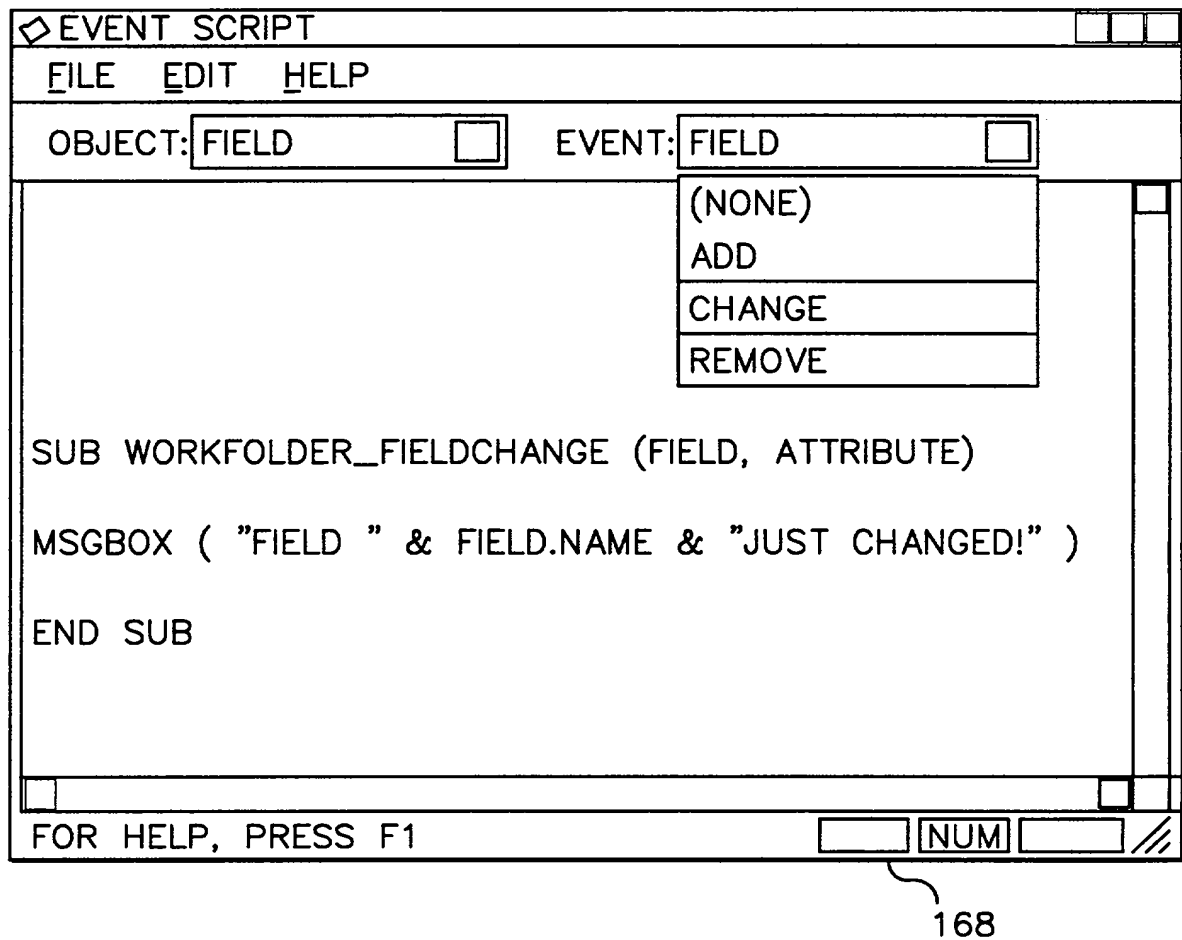 EVENT SCRIPT
FILE EDIT HELP
OBJECT: FIELD EVENT: FIELD
(NONE)
ADD
CHANGE
REMOVE
SUB WORKFOLDER_FIELDCHANGE (FIELD, ATTRIBUTE)
MSGBOX ( ”FIELD ” & FIELD.NAME & ”JUST CHANGED!” )
END SUB
FOR HELP, PRESS F1 NUM
168